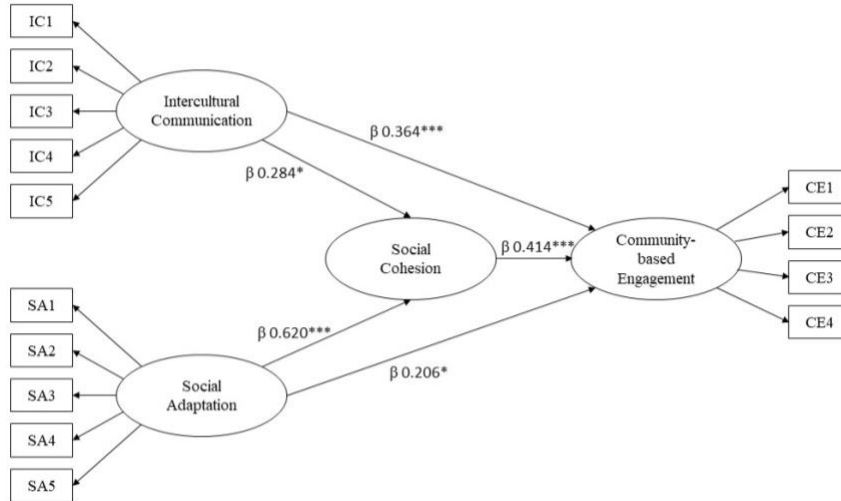 IC1
IC2
IC3
IC4
IC5
Intercultural
Communication
β 0.364***
β 0.284*
Social
Cohesion
β 0.414***
Community-
based
Engagement
CE1
CE2
CE3
CE4
SA1
SA2
SA3
SA4
SA5
β 0.620***
Social
Adaptation
β 0.206*